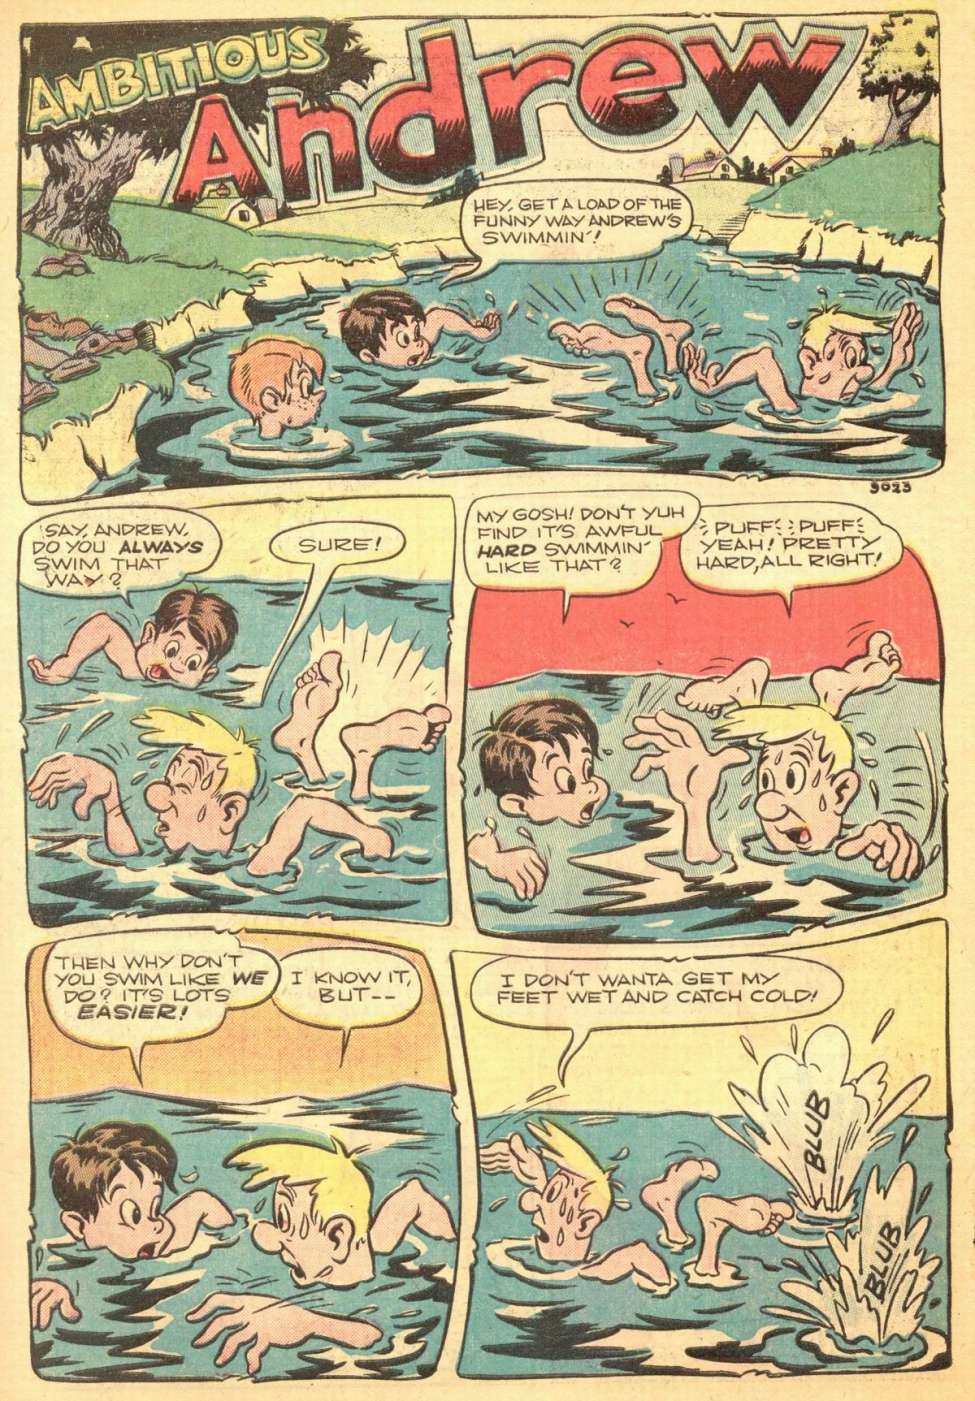 AMBITIOUS
Andrew
HEY, GET A LOAD OF THE
FUNNY WAY ANDREW'S
SWIMMIN'!
3023
SAY, ANDREW,
DO YOU ALWAYS
SWIM THAT
WAY?
SURE!
MY GOSH! DON'T YUH
FIND IT'S AWFUL
HARD SWIMMIN'
LIKE THAT?
PUFF PUFF
YEAH! PRETTY
HARD, ALL RIGHT!
THEN WHY DON'T
YOU SWIM LIKE WE
DO? IT'S LOTS
EASIER!
I KNOW IT,
BUT--
I DON'T WANTA GET MY
FEET WET AND CATCH COLD!
BLUB
BLUB